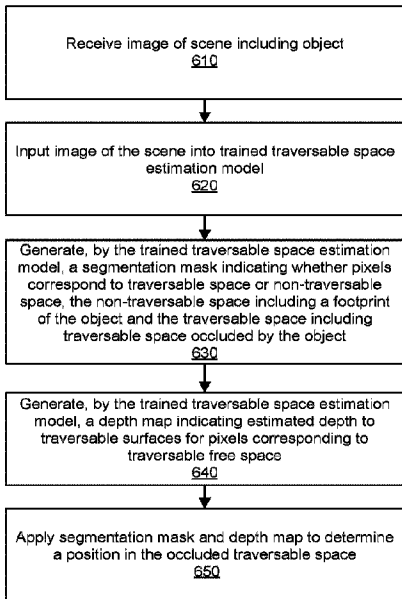 Receive image of scene including object
610
Input image of the scene into trained traversable space
estimation model
620
Generate, by the trained traversable space estimation
model, a segmentation mask indicating whether pixels
correspond to traversable space or non-traversable
space, the non-traversable space including a footprint
of the object and the traversable space including
traversable space occluded by the object
630
Generate, by the trained traversable space estimation
model, a depth map indicating estimated depth to
traversable surfaces for pixels corresponding to
traversable free space
640
Apply segmentation mask and depth map to determine
a position in the occluded traversable space
650